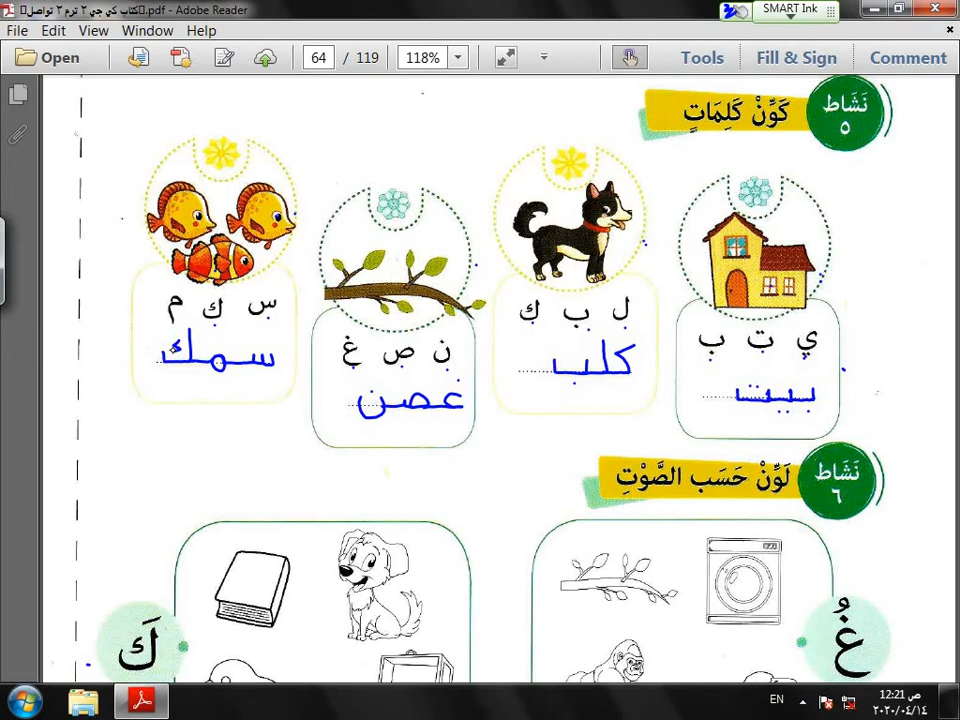 كتاب كي جي ٢ ترم ٢ تواصل.pdf - Adobe Reader
SMART Ink
File Edit View Window Help
Open 64 / 119 118% Tools Fill & Sign Comment
نَشَاط ٥
كَوِّنْ كَلِمَاتٍ
ي ت ب
بيت
ل ب ك
كلب
ن ص غ
غصن
س ك م
سمك
نَشَاط ٦
لَوِّنْ حَسَب الصَّوْتِ
غُ
كَ
EN
12:21 ص
٢٠٢٠/٠٤/١٤